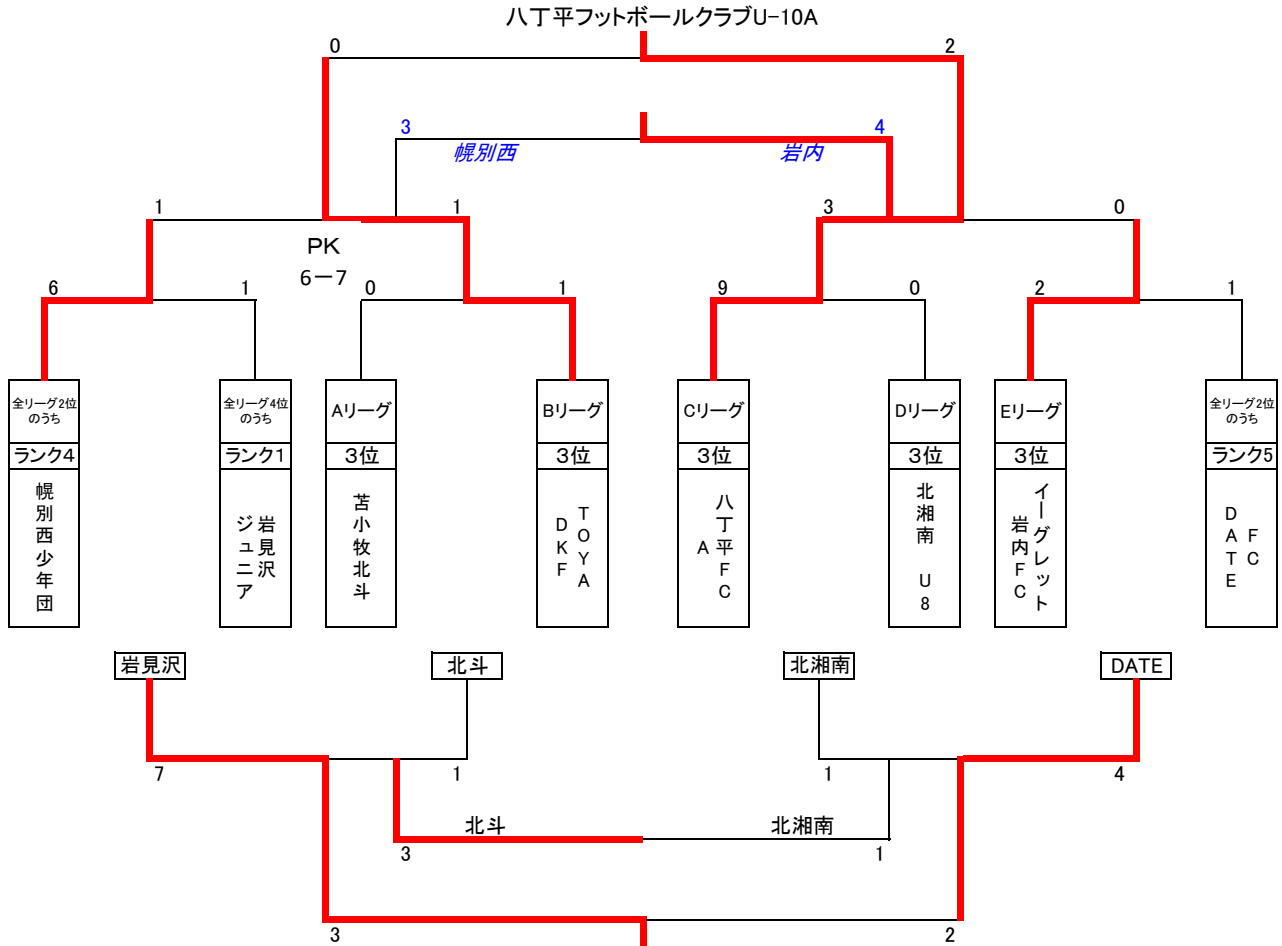 八丁平フットボールクラブU-10A
0
2
3
4
幌別西
岩内
1
1
3
0
PK
6ー7
6
1
0
1
9
0
2
1
全リーグ2位
のうち
ランク4
幌別西少年団
全リーグ4位
のうち
ランク1
岩見沢
ジュニア
Aリーグ
3位
苫小牧北斗
Bリーグ
3位
TOYA
DKF
Cリーグ
3位
八丁平FC
A
Dリーグ
3位
北湘南 U8
Eリーグ
3位
イーグレット
岩内FC
全リーグ2位
のうち
ランク5
FC
DATE
岩見沢
北斗
北湘南
DATE
7
1
1
4
北斗
北湘南
3
1
3
2